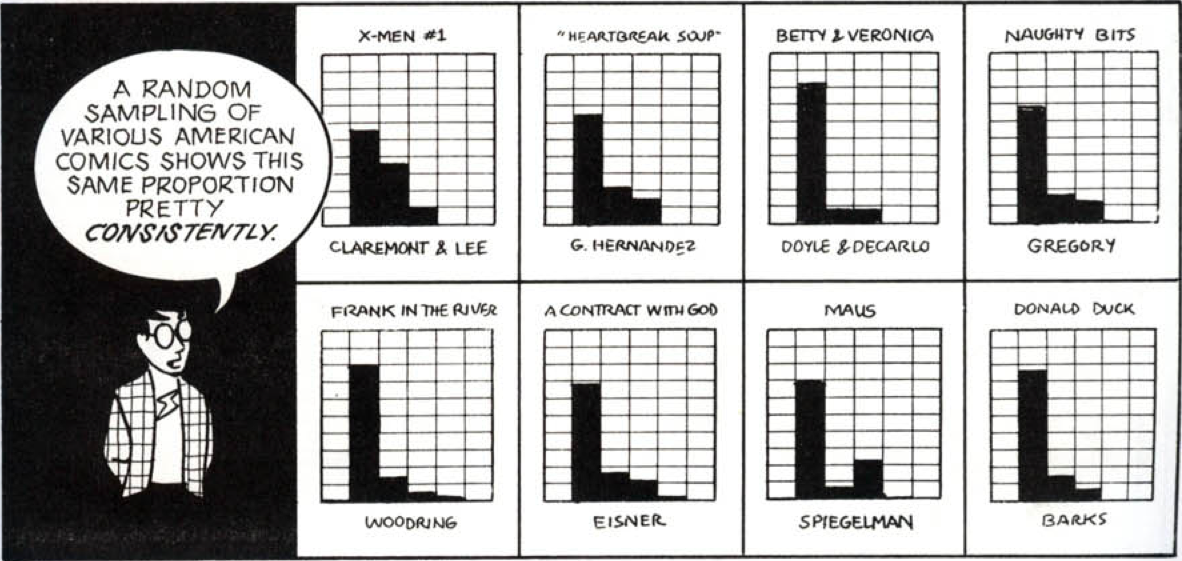 A RANDOM
SAMPLING OF
VARIOUS AMERICAN
COMICS SHOWS THIS
SAME PROPORTION
PRETTY
CONSISTENTLY.
X-MEN #1
CLAREMONT & LEE
"HEARTBREAK SOUP"
G. HERNANDEZ
BETTY & VERONICA
DOYLE & DECARLO
NAUGHTY BITS
GREGORY
FRANK IN THE RIVER
WOODRING
A CONTRACT WITH GOD
EISNER
MAUS
SPIEGELMAN
DONALD DUCK
BARKS